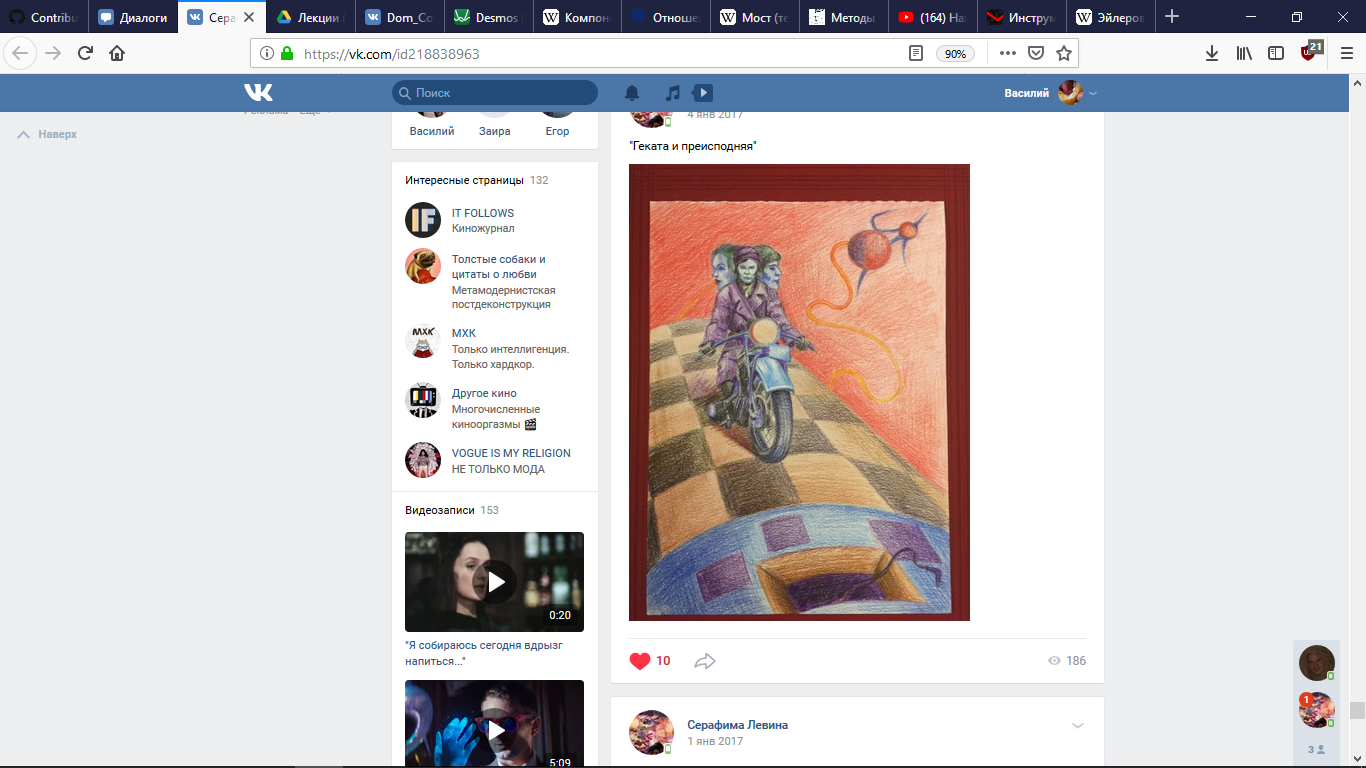 Contribu
Диалоги
Сера
Лекции (
Dom_Co
Desmos
Компон
Отноше
Мост (те
Методы
(164) На
Инструм
Эйлеров
https://vk.com/id218838963
90%
21
Поиск
Василий
Наверх
Реклама Ещё
Василий
Заира
Егор
Интересные страницы 132
IT FOLLOWS
Киножурнал
Толстые собаки и
цитаты о любви
Метамодернистская
постдеконструкция
МХК
Только интеллигенция.
Только хардкор.
Другое кино
Многочисленные
кинооргазмы
VOGUE IS MY RELIGION
НЕ ТОЛЬКО МОДА
Видеозаписи 153
0:20
"Я собираюсь сегодня вдрызг
напиться..."
5:09
4 янв 2017
"Геката и преисподняя"
10
186
Серафима Левина
1 янв 2017
1
3